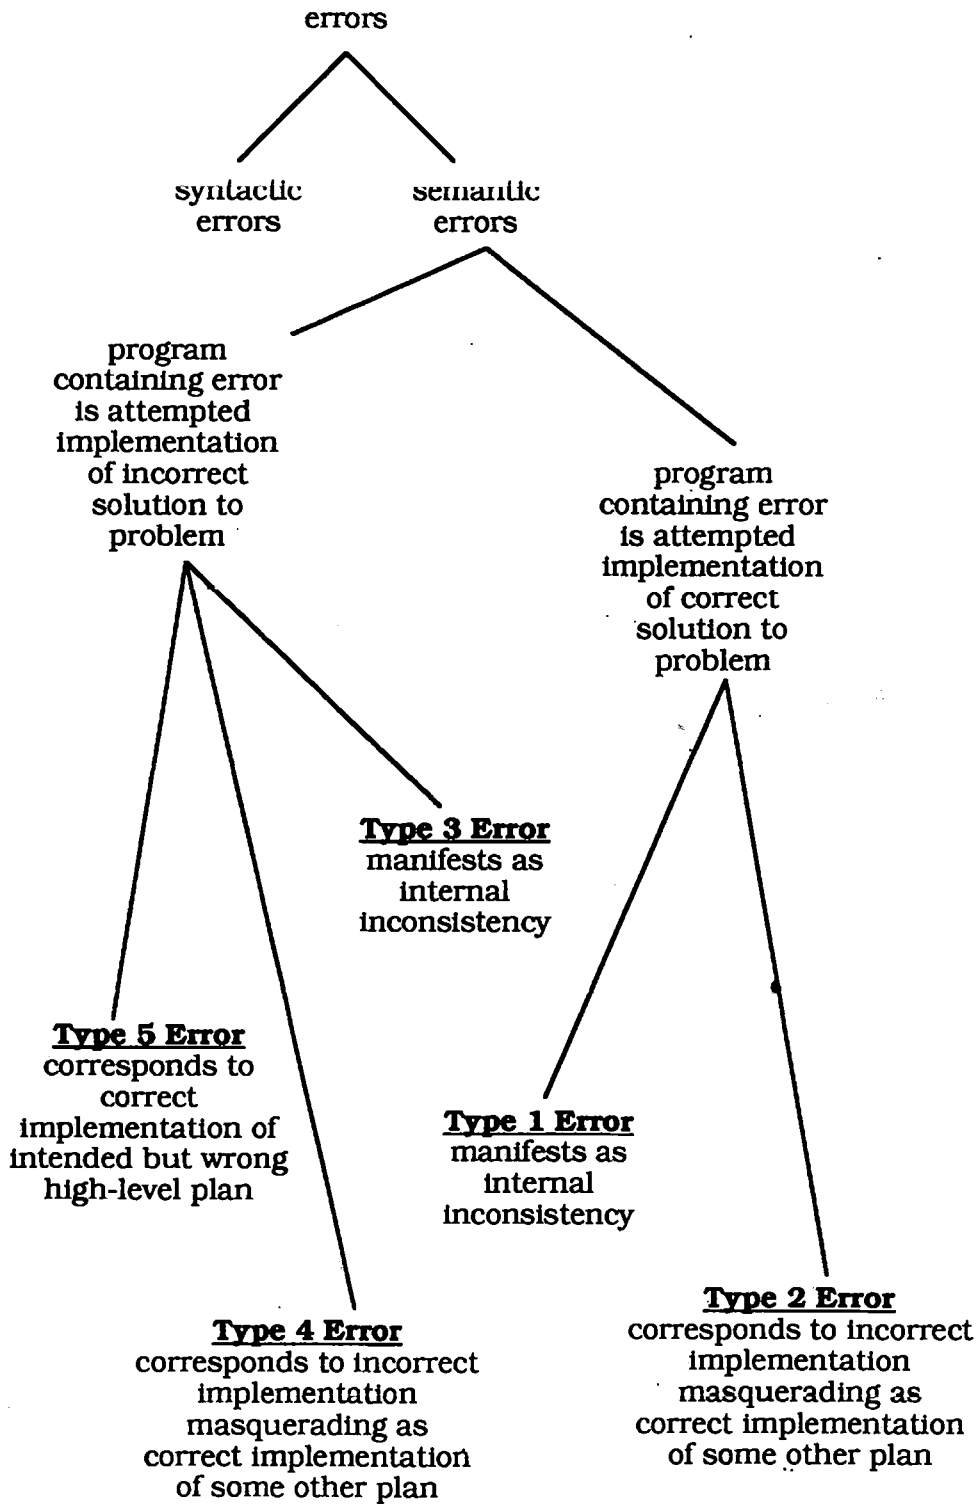 errors
syntactic
errors
semantic
errors
program
containing error
is attempted
implementation
of incorrect
solution to
problem
program
containing error
is attempted
implementation
of correct
solution to
problem
Type 3 Error
manifests as
internal
inconsistency
Type 5 Error
corresponds to
correct
implementation of
intended but wrong
high-level plan
Type 1 Error
manifests as
internal
inconsistency
Type 4 Error
corresponds to incorrect
implementation
masquerading as
correct implementation
of some other plan
Type 2 Error
corresponds to incorrect
implementation
masquerading as
correct implementation
of some other plan